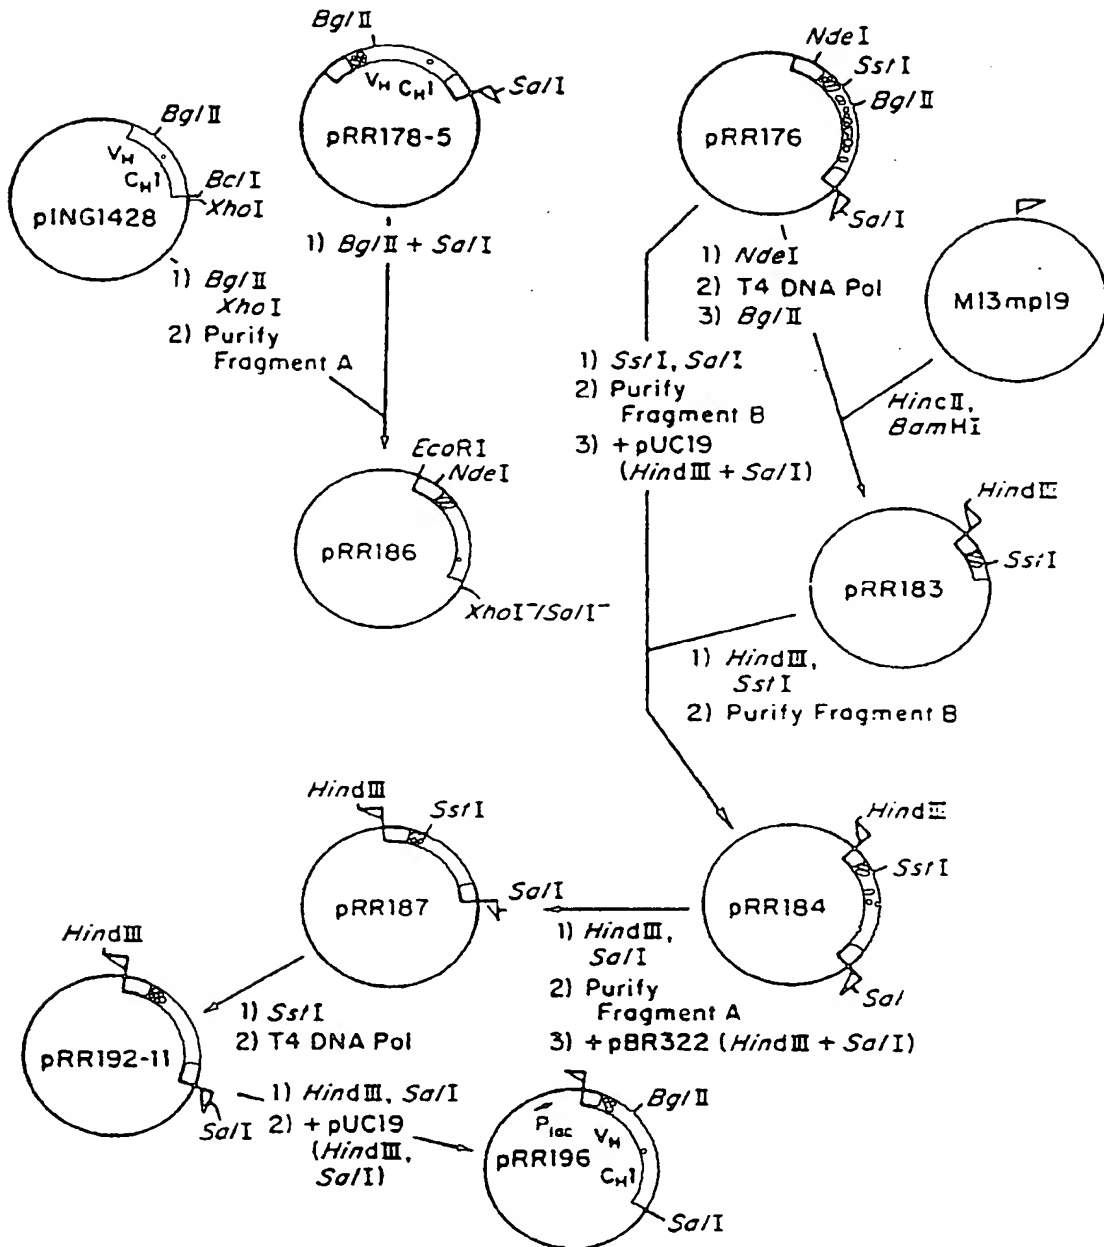 BglII
VH CH1
SalI
pRR178-5
1) BglII + SalI
BglII
VH
CH1
BclI
XhoI
pING1428
1) BglII
XhoI
2) Purify
Fragment A
EcoRI
NdeI
pRR186
XhoI⁻/SalI⁻
NdeI
SstI
BglII
pRR176
SalI
1) NdeI
2) T4 DNA Pol
3) BglII
M13mp19
HincII,
BamHI
1) SstI, SalI
2) Purify
Fragment B
3) + pUC19
(HindIII + SalI)
HindIII
SstI
pRR183
1) HindIII,
SstI
2) Purify Fragment B
HindIII
SstI
pRR184
Sal
1) HindIII,
SalI
2) Purify
Fragment A
3) + pBR322 (HindIII + SalI)
HindIII
SstI
pRR187
SalI
1) SstI
2) T4 DNA Pol
HindIII
pRR192-11
SalI
1) HindIII, SalI
2) + pUC19
(HindIII,
SalI)
BglII
Plac
VH
pRR196
CH1
SalI